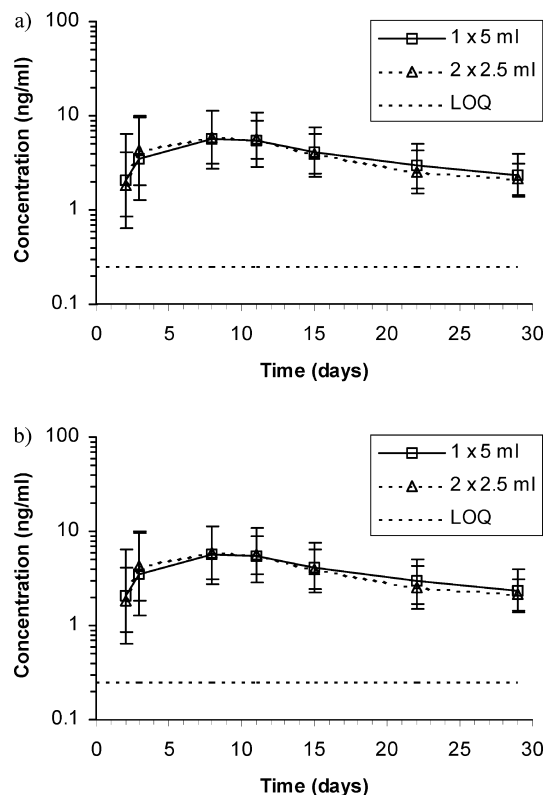 a)
100
10
1
0.1
Concentration (ng/ml)
1 x 5 ml
2 x 2.5 ml
LOQ
0 5 10 15 20 25 30
Time (days)
b)
100
10
1
0.1
Concentration (ng/ml)
1 x 5 ml
2 x 2.5 ml
LOQ
0 5 10 15 20 25 30
Time (days)